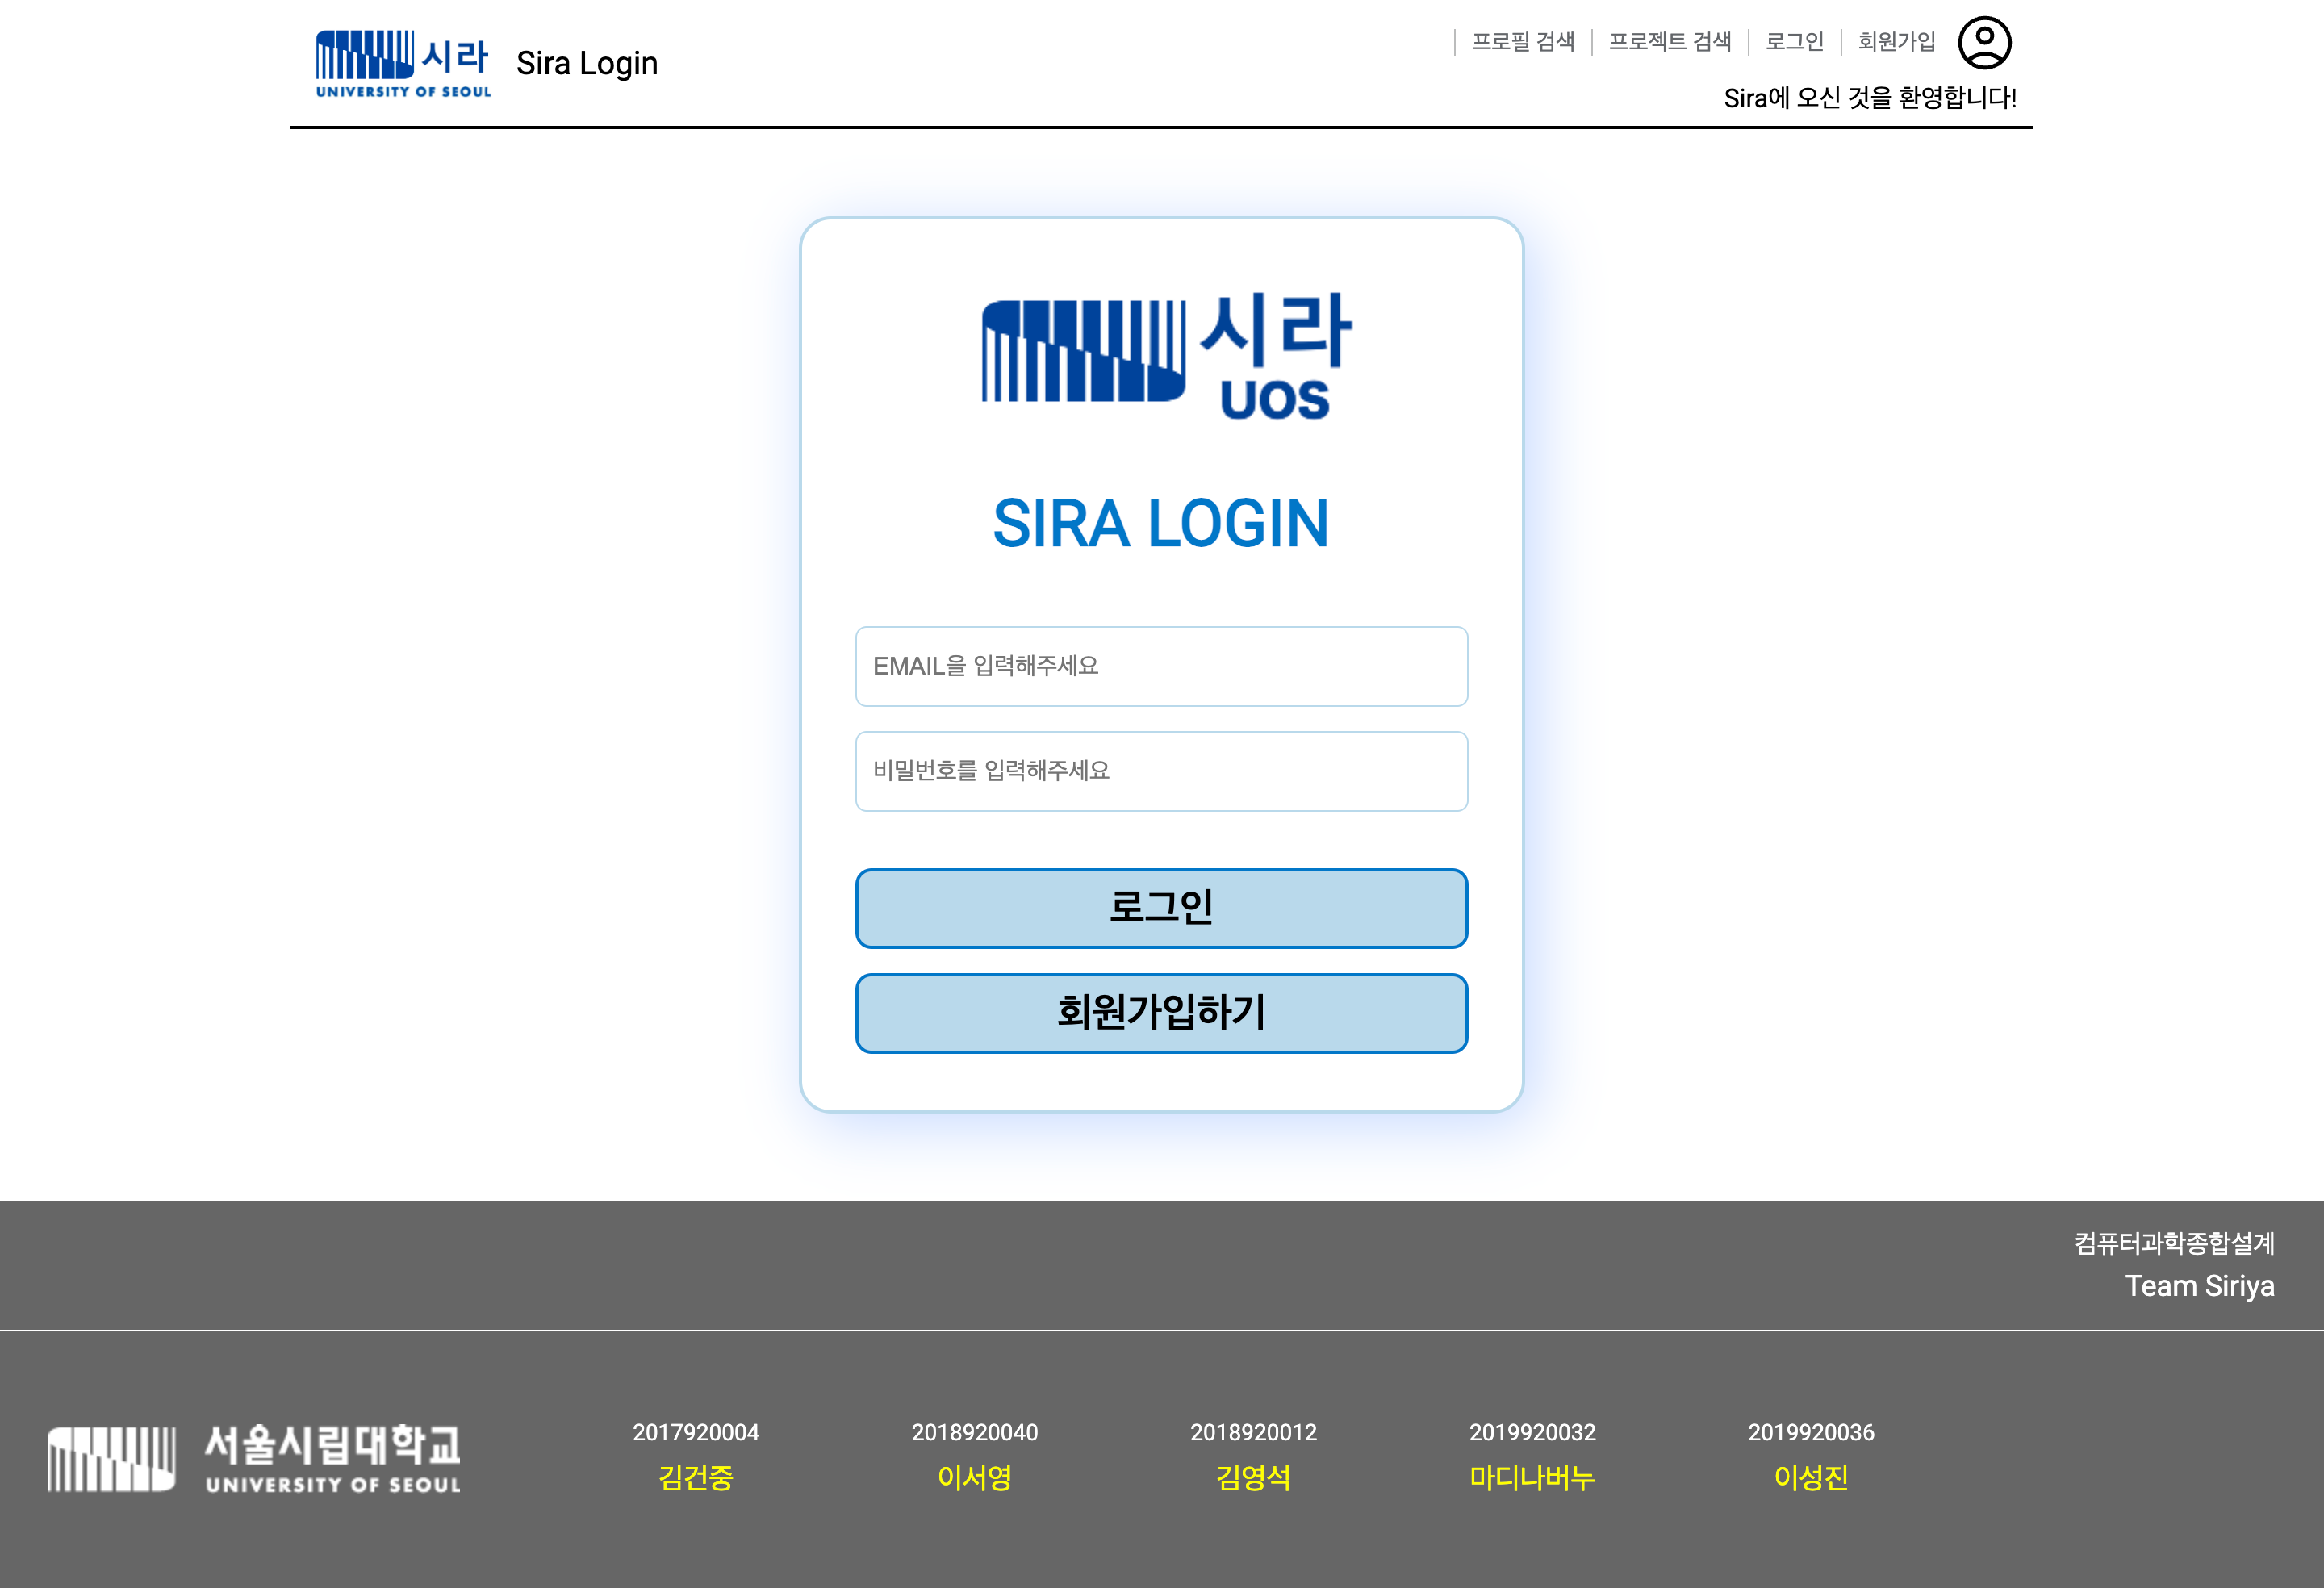 시라
UNIVERSITY OF SEOUL
Sira Login
프로필 검색
프로젝트 검색
로그인
회원가입
Sira에 오신 것을 환영합니다!
시라
UOS
SIRA LOGIN
EMAIL을 입력해주세요
비밀번호를 입력해주세요
로그인
회원가입하기
컴퓨터과학종합설계
Team Siriya
서울시립대학교
UNIVERSITY OF SEOUL
2017920004
김건중
2018920040
이서영
2018920012
김영석
2019920032
마디나버누
2019920036
이성진